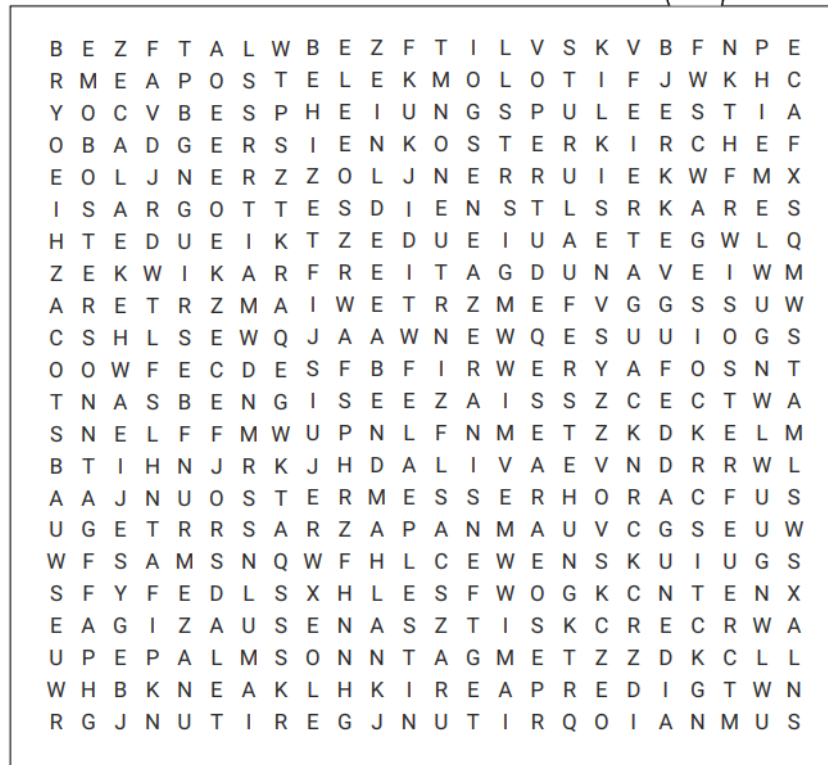 B E Z F T A L W B E Z F T I L V S K V B F N P E
R M E A P O S T E L E K M O L O T I F J W K H C
Y O C V B E S P H E I U N G S P U L E E S T I A
O B A D G E R S I E N K O S T E R K I R C H E F
E O L J N E R Z Z O L J N E R R U I E K W F M X
I S A R G O T T E S D I E N S T L S R K A R E S
H T E D U E I K T Z E D U E I U A E T E G W L Q
Z E K W I K A R F R E I T A G D U N A V E I W M
A R E T R Z M A I W E T R Z M E F V G G S S U W
C S H L S E W Q J A A W N E W Q E S U U I O G S
O O W F E C D E S F B F I R W E R Y A F O S N T
T N A S B E N G I S E E Z A I S S Z C E C T W A
S N E L F F M W U P N L F N M E T Z K D K E L M
B T I H N J R K J H D A L I V A E V N D R R W L
A A J N U O S T E R M E S S E R H O R A C F U S
U G E T R R S A R Z A P A N M A U V C G S E U W
W F S A M S N Q W F H L C E W E N S K U I U G S
S F Y F E D L S X H L E S F W O G K C N T E N X
E A G I Z A U S E N A S Z T I S K C R E C R W A
U P E P A L M S O N N T A G M E T Z Z D K C L L
W H B K N E A K L H K I R E A P R E D I G T W N
R G J N U T I R E G J N U T I R Q O I A N M U S